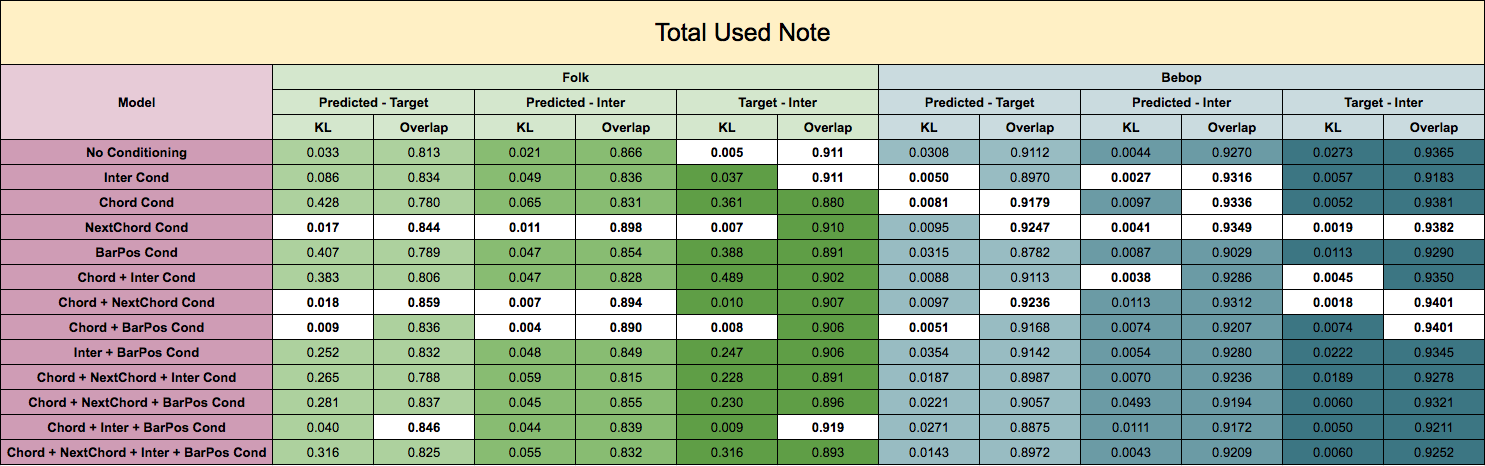 Total Used Note
Model Folk Bebop
Predicted - Target Predicted - Inter Target - Inter Predicted - Target Predicted - Inter Target - Inter
KL Overlap KL Overlap KL Overlap KL Overlap KL Overlap KL Overlap
No Conditioning 0.033 0.813 0.021 0.866 0.005 0.911 0.0308 0.9112 0.0044 0.9270 0.0273 0.9365
Inter Cond 0.086 0.834 0.049 0.836 0.037 0.911 0.0050 0.8970 0.0027 0.9316 0.0057 0.9183
Chord Cond 0.428 0.780 0.065 0.831 0.361 0.880 0.0081 0.9179 0.0097 0.9336 0.0052 0.9381
NextChord Cond 0.017 0.844 0.011 0.898 0.007 0.910 0.0095 0.9247 0.0041 0.9349 0.0019 0.9382
BarPos Cond 0.407 0.789 0.047 0.854 0.388 0.891 0.0315 0.8782 0.0087 0.9029 0.0113 0.9290
Chord + Inter Cond 0.383 0.806 0.047 0.828 0.489 0.902 0.0088 0.9113 0.0038 0.9286 0.0045 0.9350
Chord + NextChord Cond 0.018 0.859 0.007 0.894 0.010 0.907 0.0097 0.9236 0.0113 0.9312 0.0018 0.9401
Chord + BarPos Cond 0.009 0.836 0.004 0.890 0.008 0.906 0.0051 0.9168 0.0074 0.9207 0.0074 0.9401
Inter + BarPos Cond 0.252 0.832 0.048 0.849 0.247 0.906 0.0354 0.9142 0.0054 0.9280 0.0222 0.9345
Chord + NextChord + Inter Cond 0.265 0.788 0.059 0.815 0.228 0.891 0.0187 0.8987 0.0070 0.9236 0.0189 0.9278
Chord + NextChord + BarPos Cond 0.281 0.837 0.045 0.855 0.230 0.896 0.0221 0.9057 0.0493 0.9194 0.0060 0.9321
Chord + Inter + BarPos Cond 0.040 0.846 0.044 0.839 0.009 0.919 0.0271 0.8875 0.0111 0.9172 0.0050 0.9211
Chord + NextChord + Inter + BarPos Cond 0.316 0.825 0.055 0.832 0.316 0.893 0.0143 0.8972 0.0043 0.9209 0.0060 0.9252